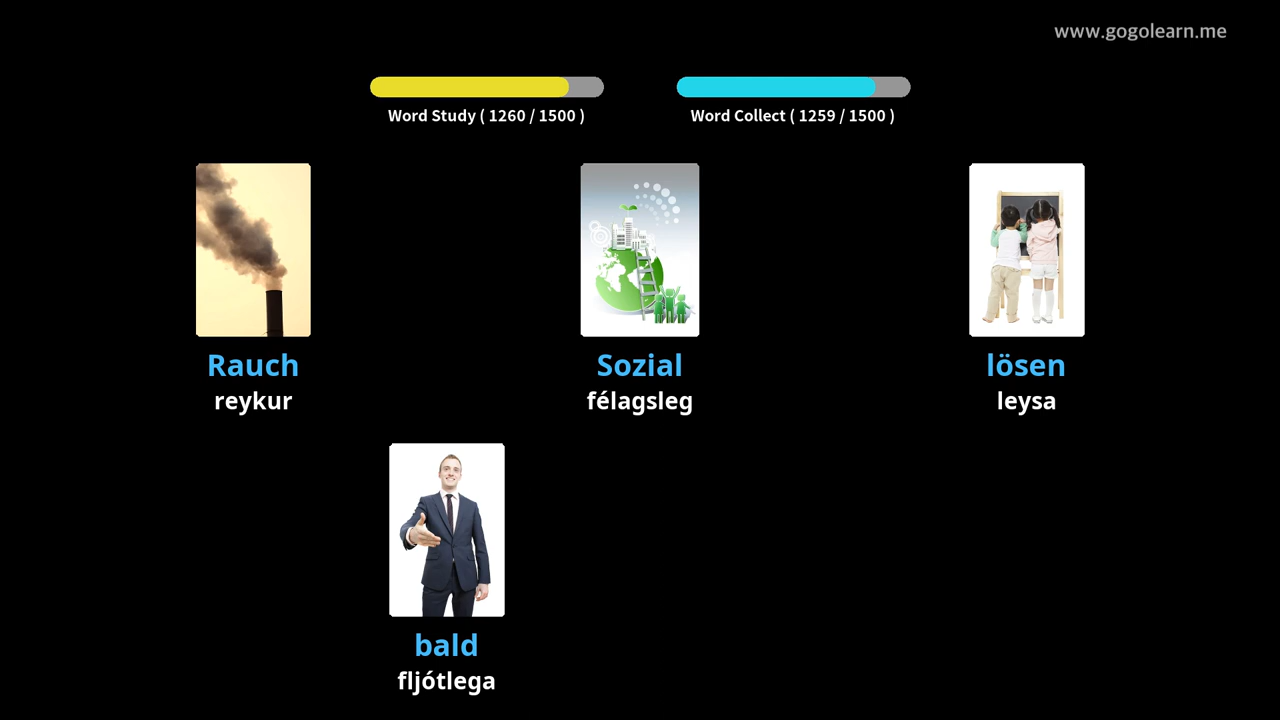 www.gogolearn.me
Word Study ( 1260 / 1500 )
Word Collect ( 1259 / 1500 )
Rauch
reykur
Sozial
félagsleg
lösen
leysa
bald
fljótlega